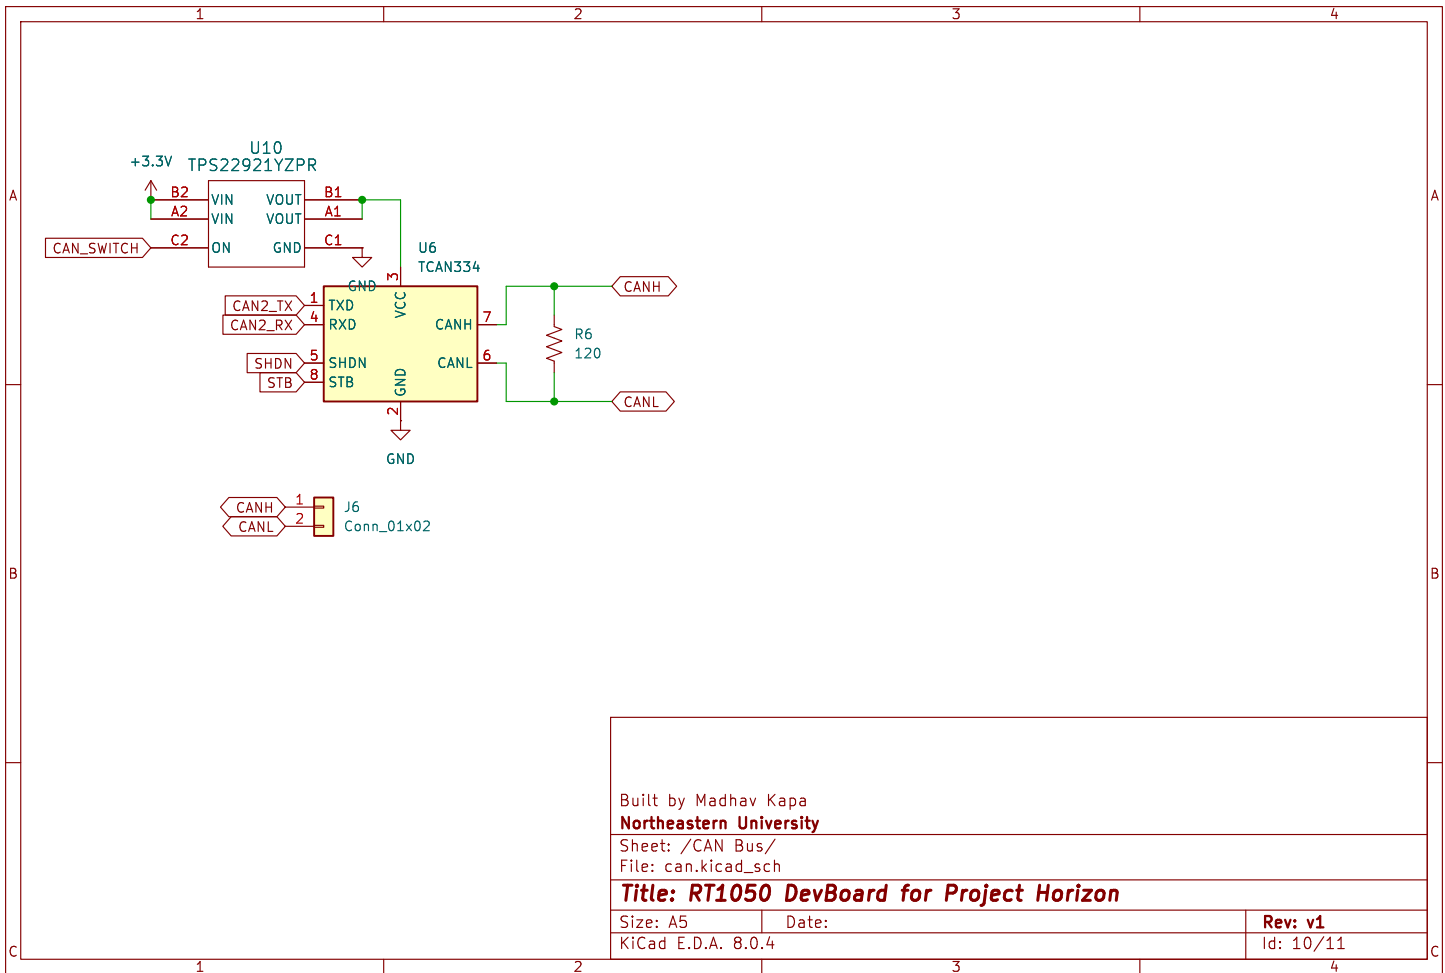 1 2 3 4
A A
B B
C C
U10
TPS22921YZPR
+3.3V
B2 VIN VOUT B1
A2 VIN VOUT A1
CAN_SWITCH C2 ON GND C1
GND
U6
TCAN334
3
VCC
CAN2_TX 1 TXD
CAN2_RX 4 RXD
SHDN 5 SHDN
STB 8 STB
CANH 7
CANL 6
GND
2
GND
CANH
R6
120
CANL
CANH 1
CANL 2
J6
Conn_01x02
Built by Madhav Kapa
Northeastern University
Sheet: /CAN Bus/
File: can.kicad_sch
Title: RT1050 DevBoard for Project Horizon
Size: A5 Date: Rev: v1
KiCad E.D.A. 8.0.4 Id: 10/11
1 2 3 4